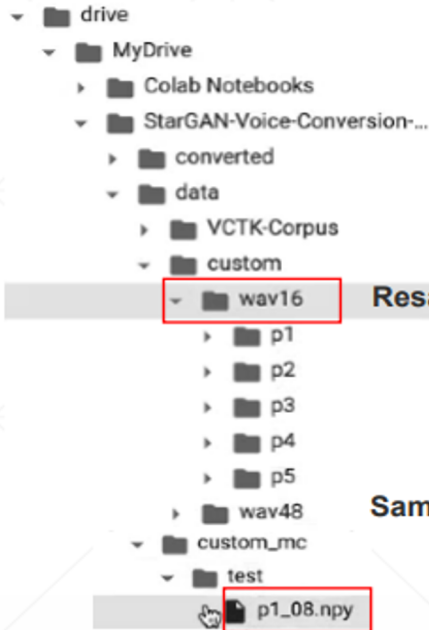 drive
MyDrive
Colab Notebooks
StarGAN-Voice-Conversion-...
converted
data
VCTK-Corpus
custom
wav16 Resa
p1
p2
p3
p4
p5
wav48 Sam
custom_mc
test
p1_08.npy